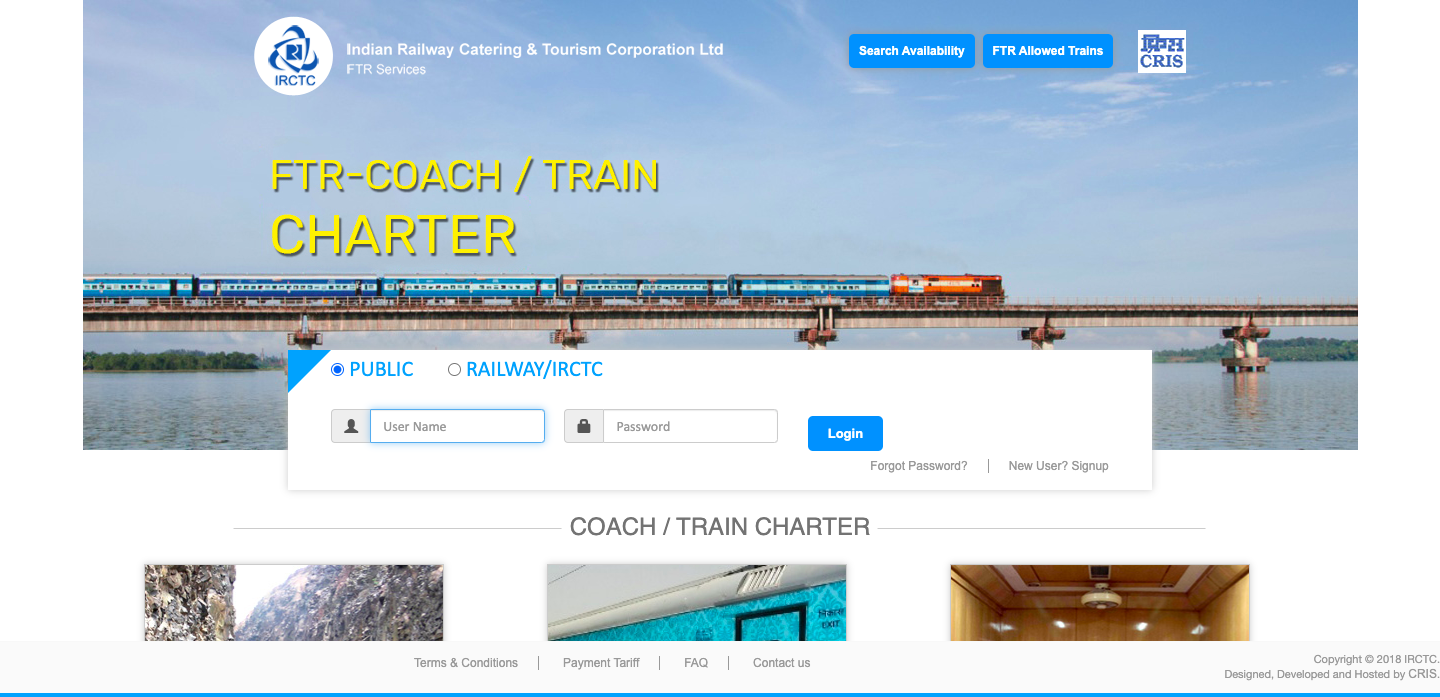 Indian Railway Catering & Tourism Corporation Ltd
FTR Services
IRCTC
Search Availability
FTR Allowed Trains
क्रिस
CRIS
FTR-COACH / TRAIN
CHARTER
PUBLIC
RAILWAY/IRCTC
User Name
Password
Login
Forgot Password?
New User? Signup
COACH / TRAIN CHARTER
निकास
EXIT
Terms & Conditions
Payment Tariff
FAQ
Contact us
Copyright © 2018 IRCTC.
Designed, Developed and Hosted by CRIS.